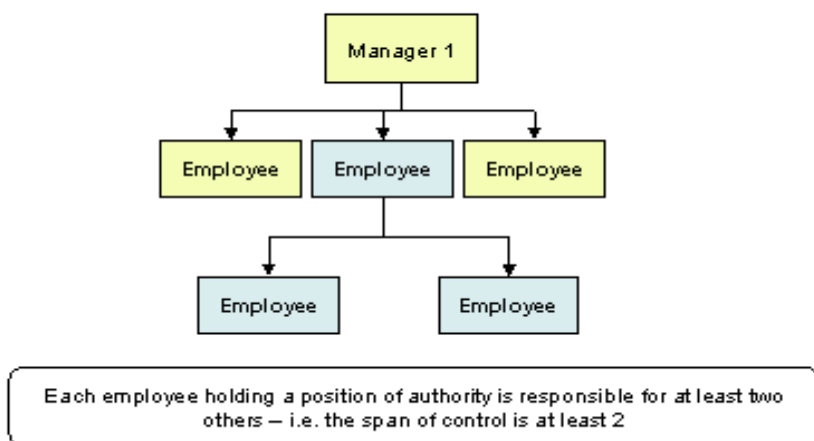 Manager 1
Employee
Employee
Employee
Employee
Employee
Each employee holding a position of authority is responsible for at least two
others – i.e. the span of control is at least 2